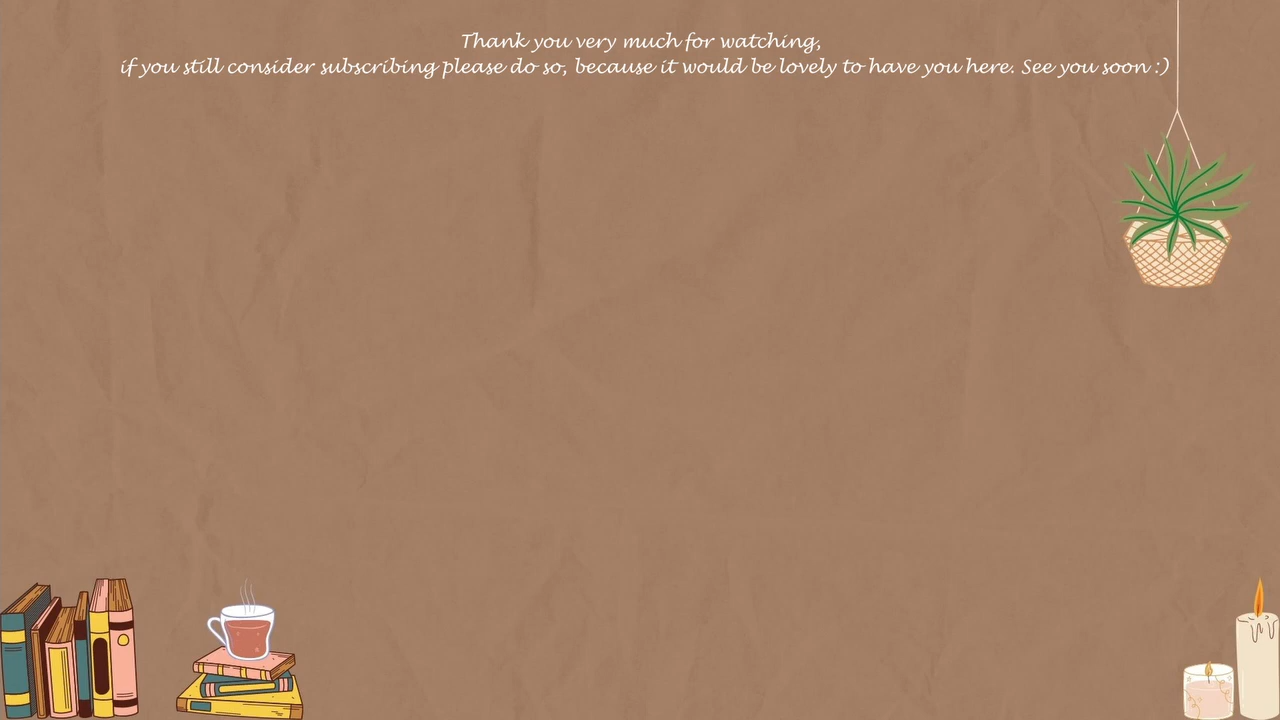 Thank you very much for watching,
if you still consider subscribing please do so, because it would be lovely to have you here. See you soon :)